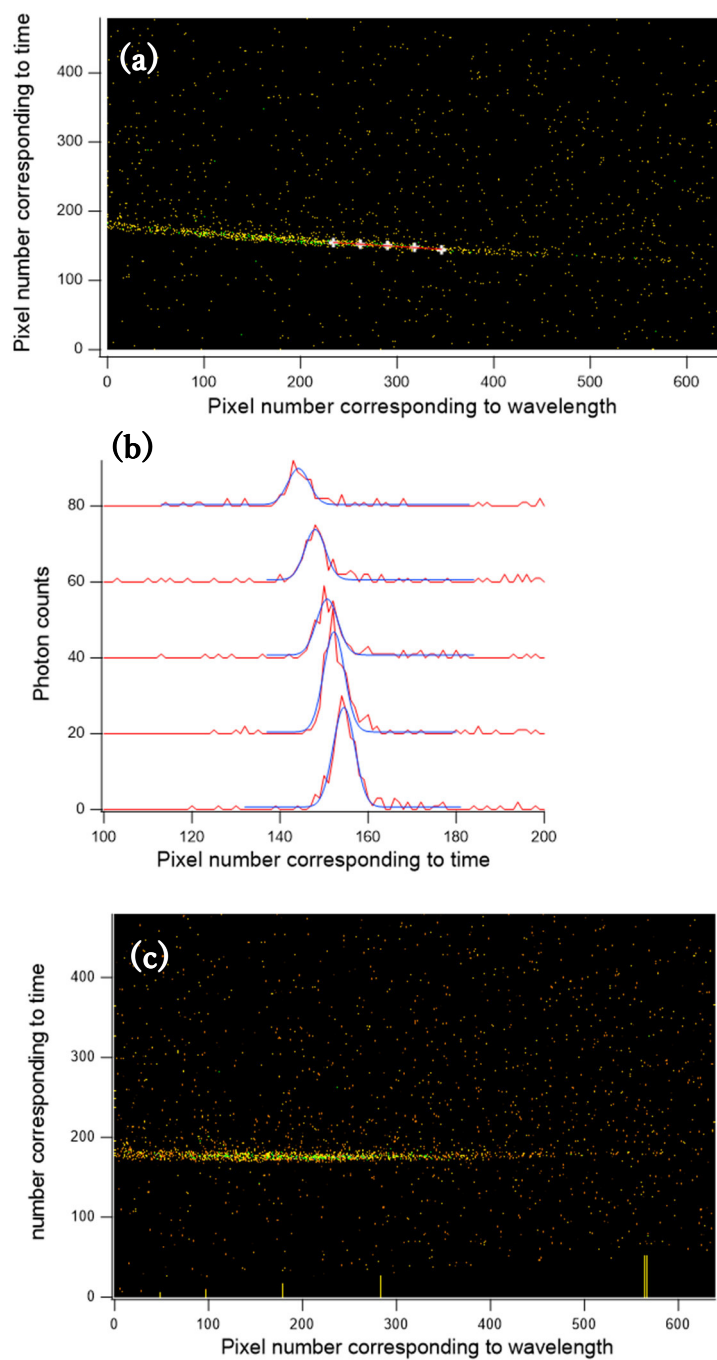 (a)
Pixel number corresponding to time
400
300
200
100
0
0 100 200 300 400 500 600
Pixel number corresponding to wavelength
(b)
Photon counts
80
60
40
20
0
100 120 140 160 180 200
Pixel number corresponding to time
(c)
number corresponding to time
400
300
200
100
0
0 100 200 300 400 500 600
Pixel number corresponding to wavelength